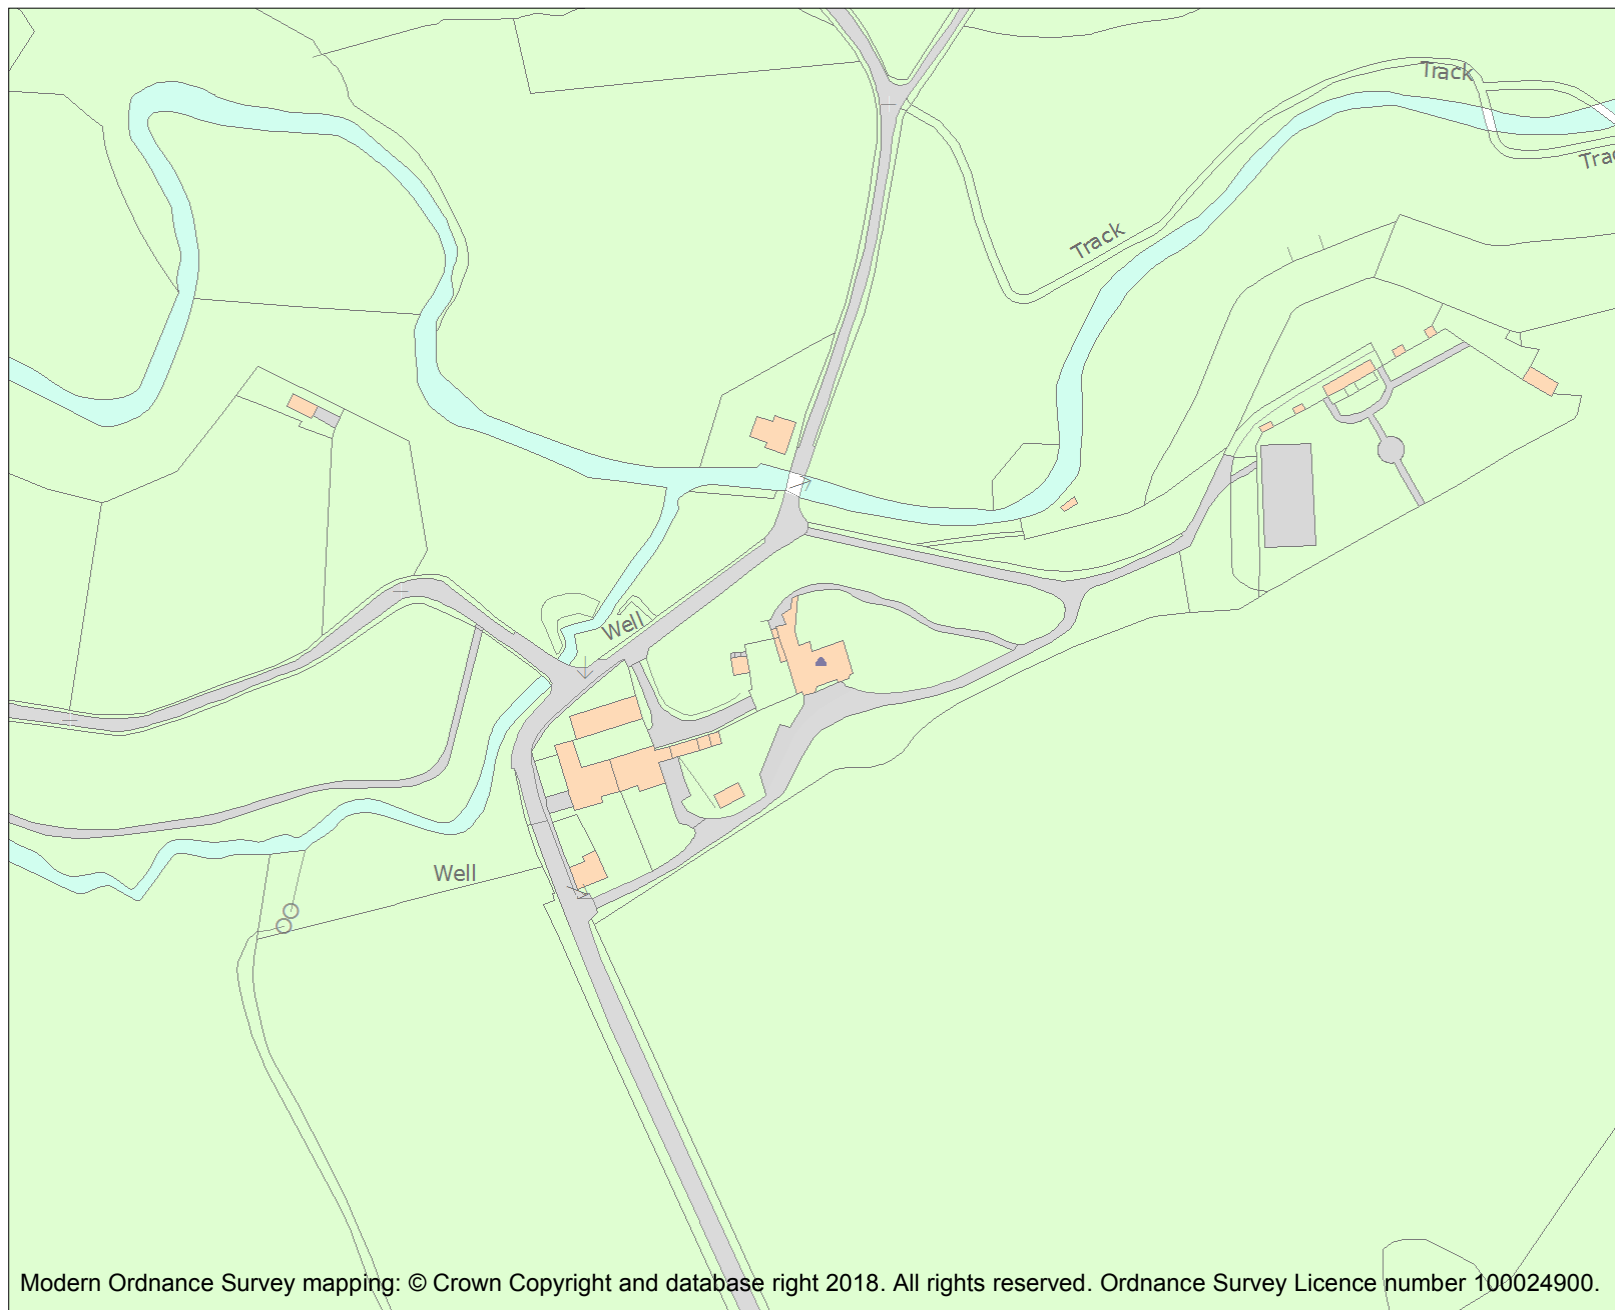 Track
Trac
Track
Well
Well
Modern Ordnance Survey mapping: © Crown Copyright and database right 2018. All rights reserved. Ordnance Survey Licence number 100024900.